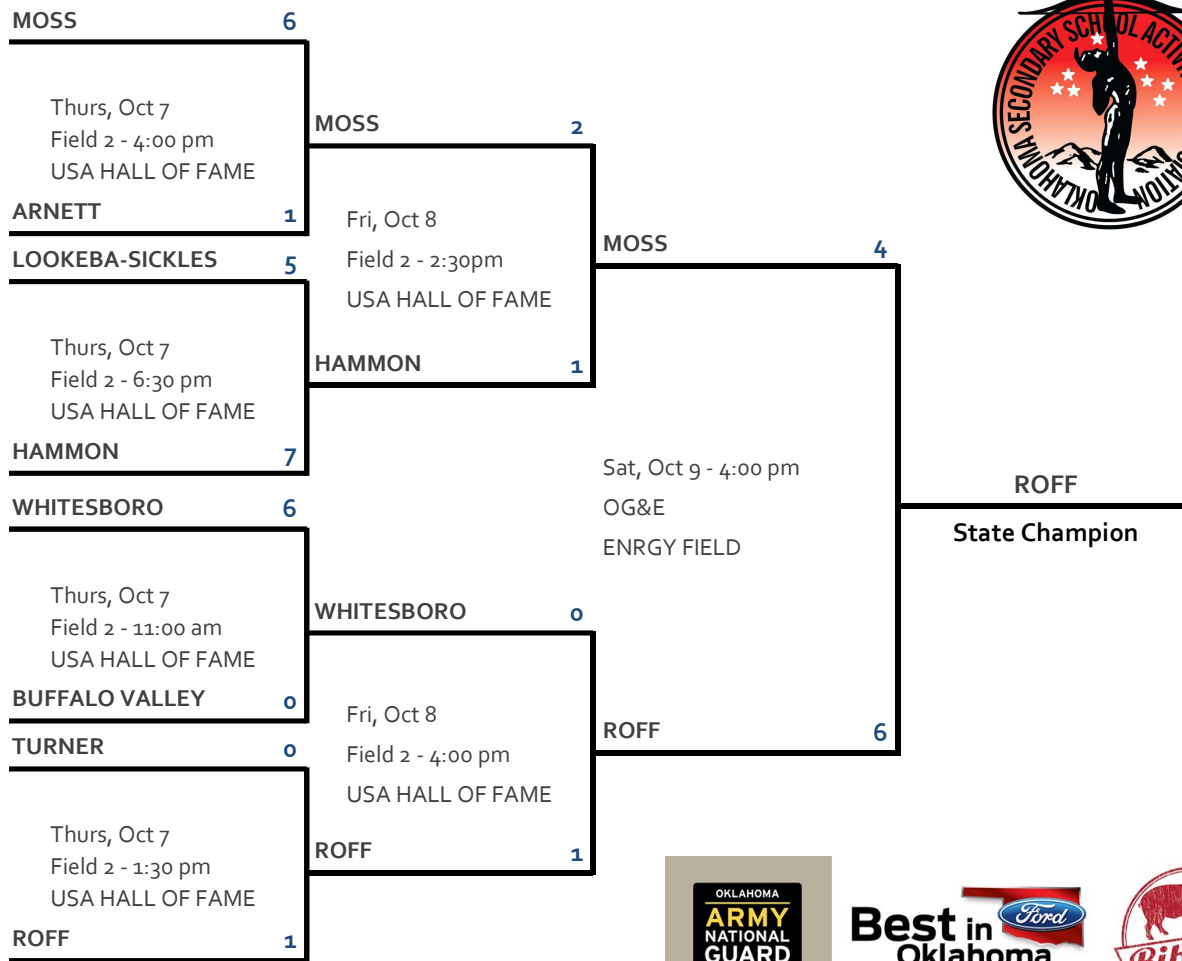 MOSS 6
Thurs, Oct 7
Field 2 - 4:00 pm
USA HALL OF FAME
ARNETT 1
MOSS 2
Fri, Oct 8
Field 2 - 2:30pm
USA HALL OF FAME
HAMMON 1
LOOKEBA-SICKLES 5
Thurs, Oct 7
Field 2 - 6:30 pm
USA HALL OF FAME
HAMMON 7
MOSS 4
Sat, Oct 9 - 4:00 pm
OG&E
ENRGY FIELD
ROFF 6
ROFF
State Champion
WHITESBORO 6
Thurs, Oct 7
Field 2 - 11:00 am
USA HALL OF FAME
BUFFALO VALLEY 0
WHITESBORO 0
Fri, Oct 8
Field 2 - 4:00 pm
USA HALL OF FAME
ROFF 1
TURNER 0
Thurs, Oct 7
Field 2 - 1:30 pm
USA HALL OF FAME
ROFF 1
OKLAHOMA SECONDARY SCHOOL
OKLAHOMA
ARMY
NATIONAL
GUARD
Best in
Oklahoma
Ford